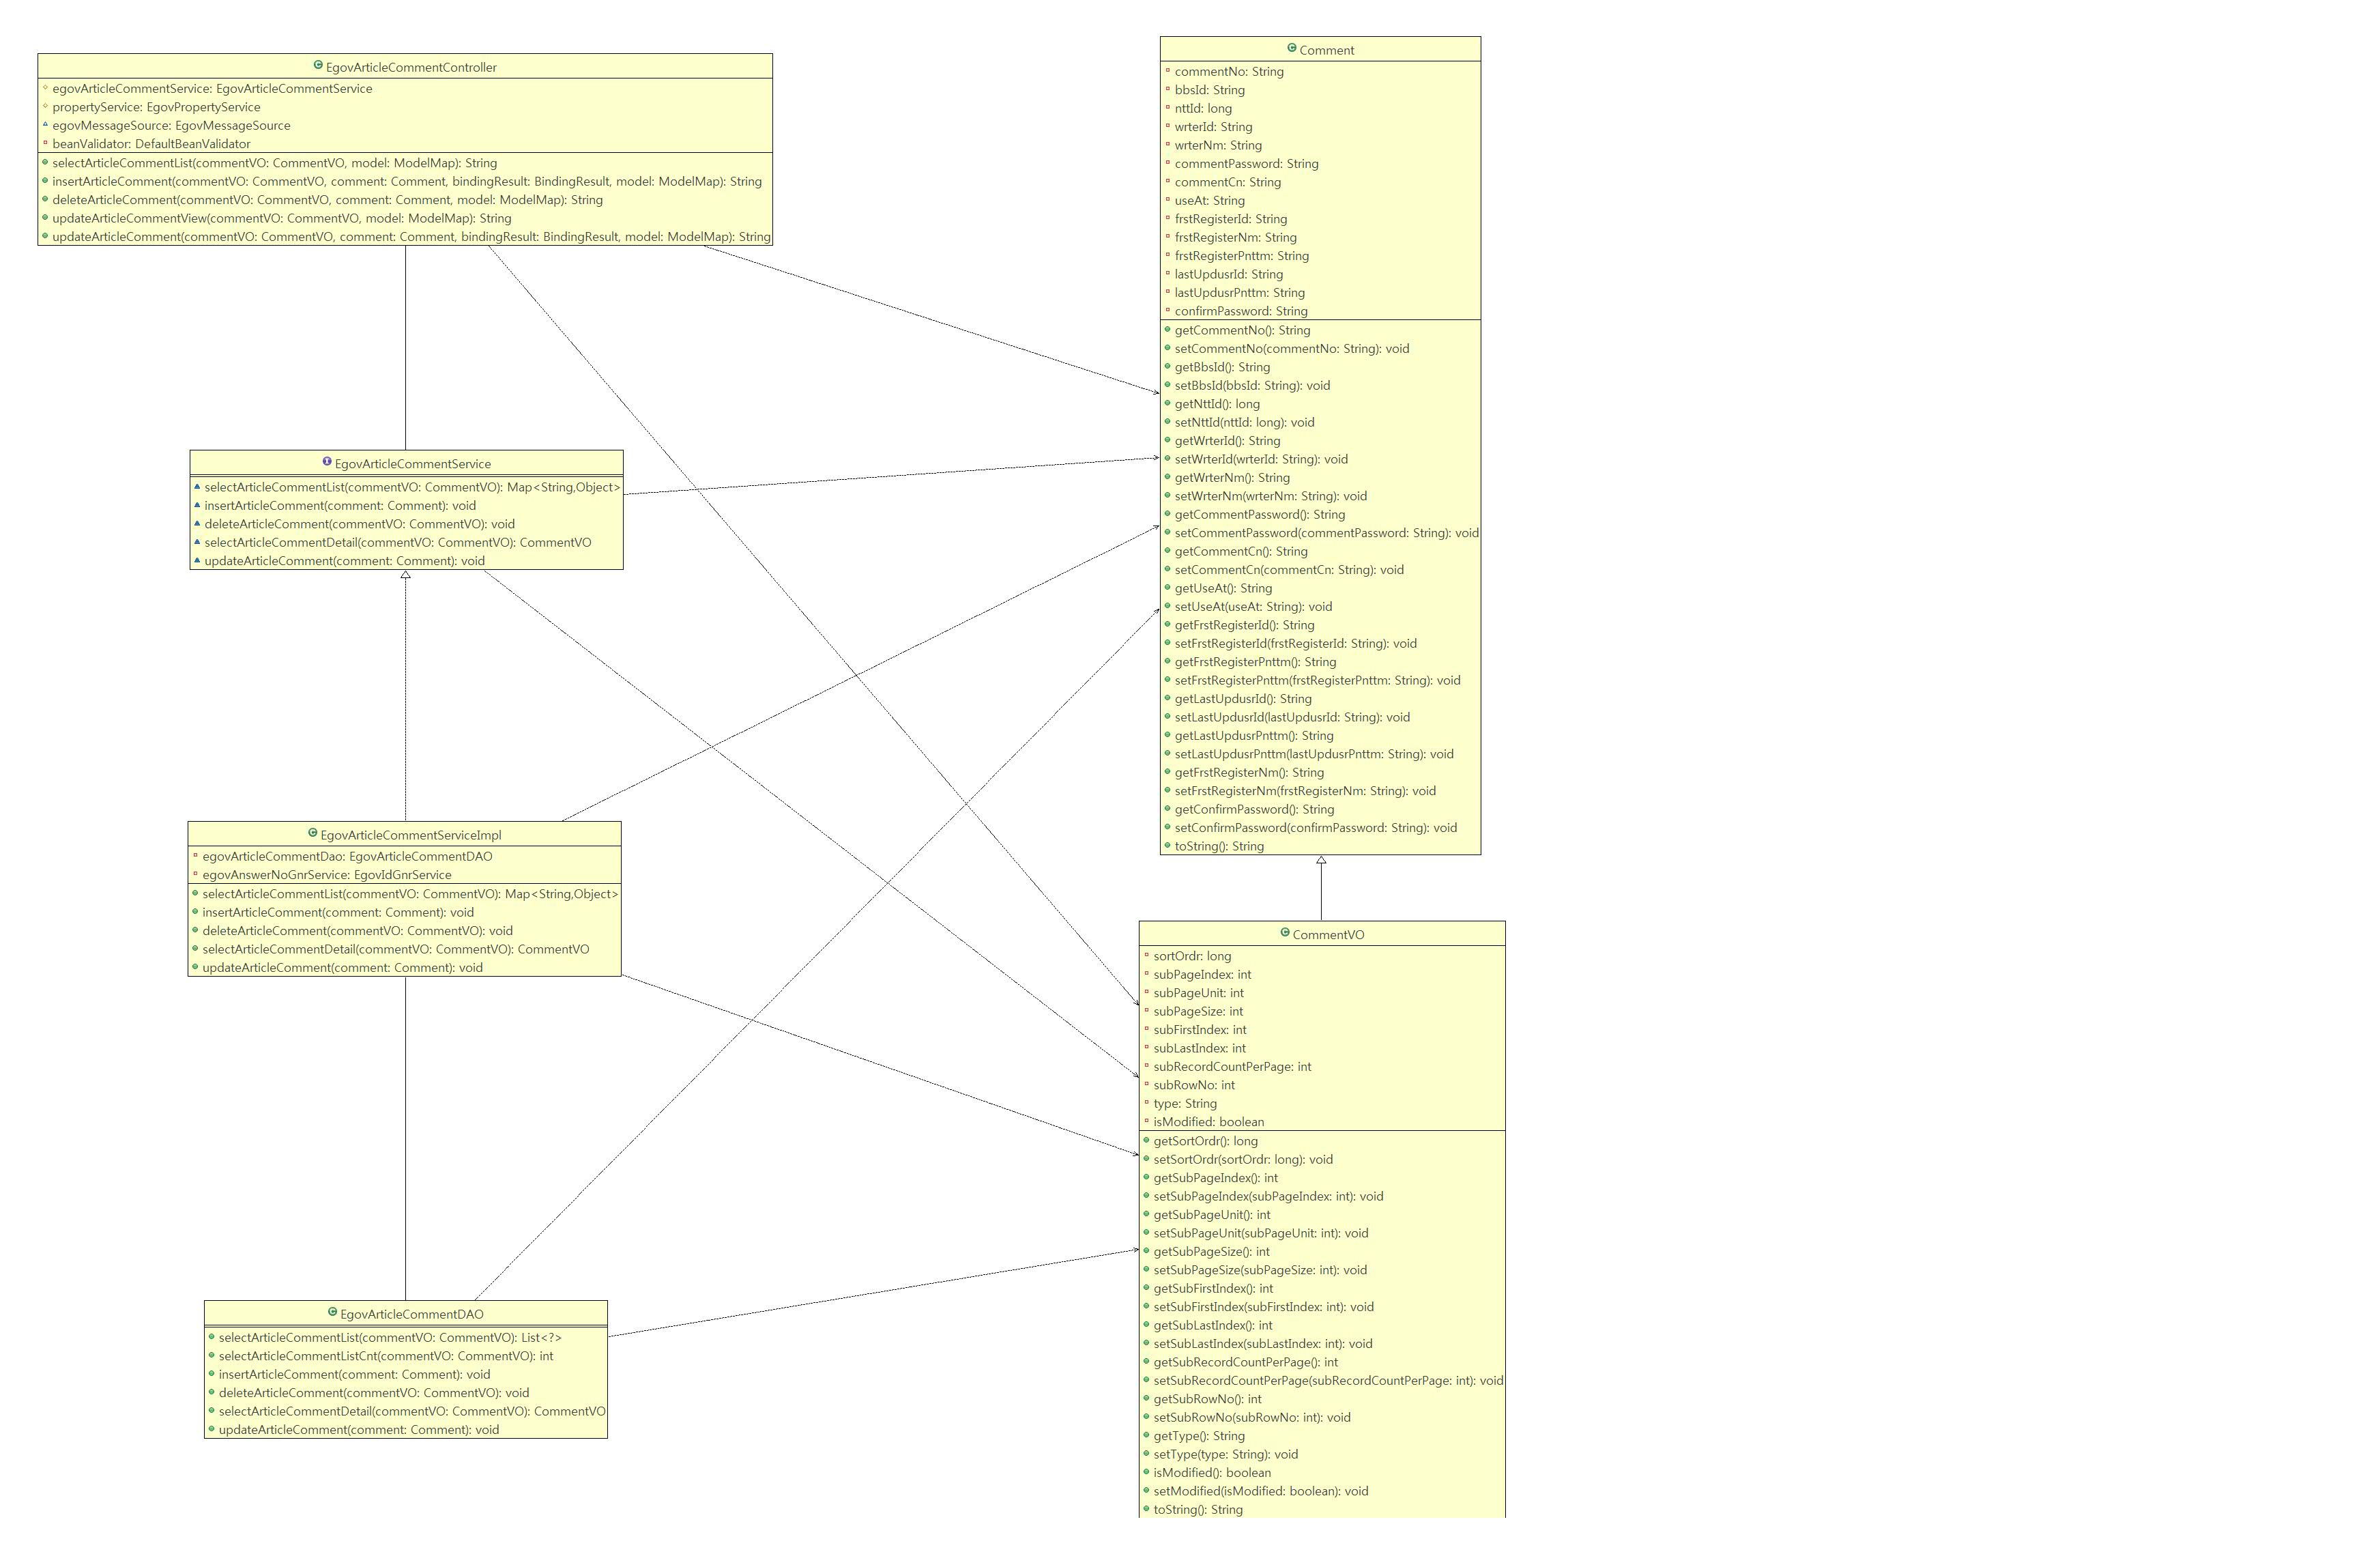 EgovArticleCommentController
egovArticleCommentService: EgovArticleCommentService
propertyService: EgovPropertyService
egovMessageSource: EgovMessageSource
beanValidator: DefaultBeanValidator
selectArticleCommentList(commentVO: CommentVO, model: ModelMap): String
insertArticleComment(commentVO: CommentVO, comment: Comment, bindingResult: BindingResult, model: ModelMap): String
deleteArticleComment(commentVO: CommentVO, comment: Comment, model: ModelMap): String
updateArticleCommentView(commentVO: CommentVO, model: ModelMap): String
updateArticleComment(commentVO: CommentVO, comment: Comment, bindingResult: BindingResult, model: ModelMap): String
EgovArticleCommentService
selectArticleCommentList(commentVO: CommentVO): Map<String,Object>
insertArticleComment(comment: Comment): void
deleteArticleComment(commentVO: CommentVO): void
selectArticleCommentDetail(commentVO: CommentVO): CommentVO
updateArticleComment(comment: Comment): void
EgovArticleCommentServiceImpl
egovArticleCommentDao: EgovArticleCommentDAO
egovAnswerNoGnrService: EgovIdGnrService
selectArticleCommentList(commentVO: CommentVO): Map<String,Object>
insertArticleComment(comment: Comment): void
deleteArticleComment(commentVO: CommentVO): void
selectArticleCommentDetail(commentVO: CommentVO): CommentVO
updateArticleComment(comment: Comment): void
EgovArticleCommentDAO
selectArticleCommentList(commentVO: CommentVO): List<?>
selectArticleCommentListCnt(commentVO: CommentVO): int
insertArticleComment(comment: Comment): void
deleteArticleComment(commentVO: CommentVO): void
selectArticleCommentDetail(commentVO: CommentVO): CommentVO
updateArticleComment(comment: Comment): void
Comment
commentNo: String
bbsId: String
nttId: long
wrterId: String
wrterNm: String
commentPassword: String
commentCn: String
useAt: String
frstRegisterId: String
frstRegisterNm: String
frstRegisterPnttm: String
lastUpdusrId: String
lastUpdusrPnttm: String
confirmPassword: String
getCommentNo(): String
setCommentNo(commentNo: String): void
getBbsId(): String
setBbsId(bbsId: String): void
getNttId(): long
setNttId(nttId: long): void
getWrterId(): String
setWrterId(wrterId: String): void
getWrterNm(): String
setWrterNm(wrterNm: String): void
getCommentPassword(): String
setCommentPassword(commentPassword: String): void
getCommentCn(): String
setCommentCn(commentCn: String): void
getUseAt(): String
setUseAt(useAt: String): void
getFrstRegisterId(): String
setFrstRegisterId(frstRegisterId: String): void
getFrstRegisterPnttm(): String
setFrstRegisterPnttm(frstRegisterPnttm: String): void
getLastUpdusrId(): String
setLastUpdusrId(lastUpdusrId: String): void
getLastUpdusrPnttm(): String
setLastUpdusrPnttm(lastUpdusrPnttm: String): void
getFrstRegisterNm(): String
setFrstRegisterNm(frstRegisterNm: String): void
getConfirmPassword(): String
setConfirmPassword(confirmPassword: String): void
toString(): String
CommentVO
sortOrdr: long
subPageIndex: int
subPageUnit: int
subPageSize: int
subFirstIndex: int
subLastIndex: int
subRecordCountPerPage: int
subRowNo: int
type: String
isModified: boolean
getSortOrdr(): long
setSortOrdr(sortOrdr: long): void
getSubPageIndex(): int
setSubPageIndex(subPageIndex: int): void
getSubPageUnit(): int
setSubPageUnit(subPageUnit: int): void
getSubPageSize(): int
setSubPageSize(subPageSize: int): void
getSubFirstIndex(): int
setSubFirstIndex(subFirstIndex: int): void
getSubLastIndex(): int
setSubLastIndex(subLastIndex: int): void
getSubRecordCountPerPage(): int
setSubRecordCountPerPage(subRecordCountPerPage: int): void
getSubRowNo(): int
setSubRowNo(subRowNo: int): void
getType(): String
setType(type: String): void
isModified(): boolean
setModified(isModified: boolean): void
toString(): String